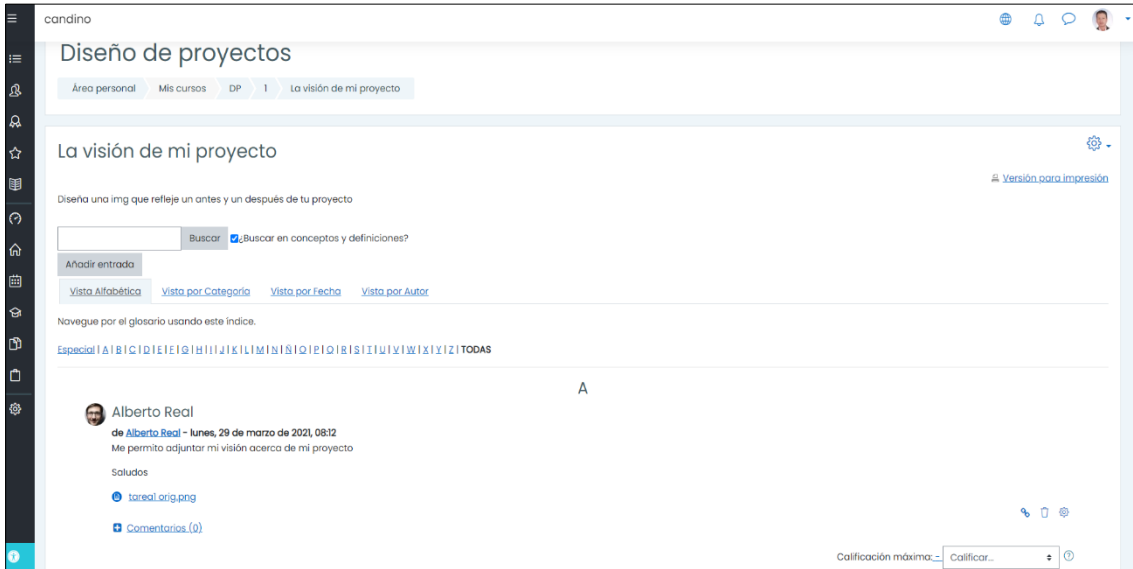 candino
Diseño de proyectos
Área personal Mis cursos DP 1 La visión de mi proyecto
La visión de mi proyecto
Versión para impresión
Diseña una img que refleje un antes y un después de tu proyecto
Buscar ¿Buscar en conceptos y definiciones?
Añadir entrada
Vista Alfabética Vista por Categoría Vista por Fecha Vista por Autor
Navegue por el glosario usando este índice.
Especial | A | B | C | D | E | F | G | H | I | J | K | L | M | N | Ñ | O | P | Q | R | S | T | U | V | W | X | Y | Z | TODAS
A
Alberto Real
de Alberto Real - lunes, 29 de marzo de 2021, 08:12
Me permito adjuntar mi visión acerca de mi proyecto
Saludos
tarea1 orig.png
Comentarios (0)
Calificación máxima: - Calificar...